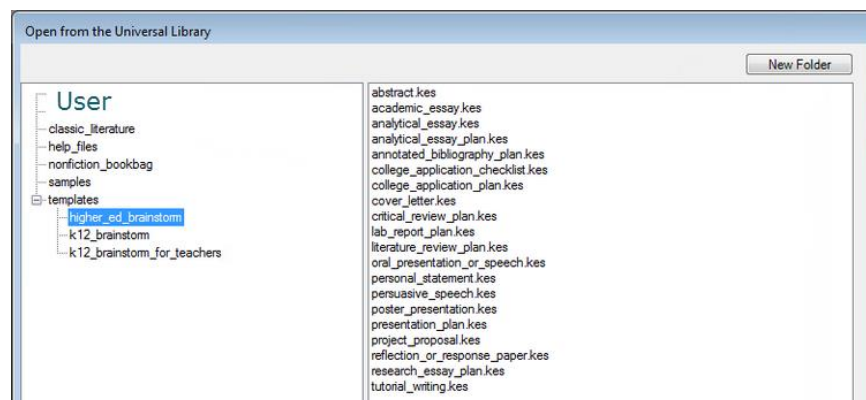 Open from the Universal Library
New Folder
User
classic_literature
help_files
nonfiction_bookbag
samples
templates
higher_ed_brainstorm
k12_brainstorm
k12_brainstorm_for_teachers
abstract.kes
academic_essay.kes
analytical_essay.kes
analytical_essay_plan.kes
annotated_bibliography_plan.kes
college_application_checklist.kes
college_application_plan.kes
cover_letter.kes
critical_review_plan.kes
lab_report_plan.kes
literature_review_plan.kes
oral_presentation_or_speech.kes
personal_statement.kes
persuasive_speech.kes
poster_presentation.kes
presentation_plan.kes
project_proposal.kes
reflection_or_response_paper.kes
research_essay_plan.kes
tutorial_writing.kes